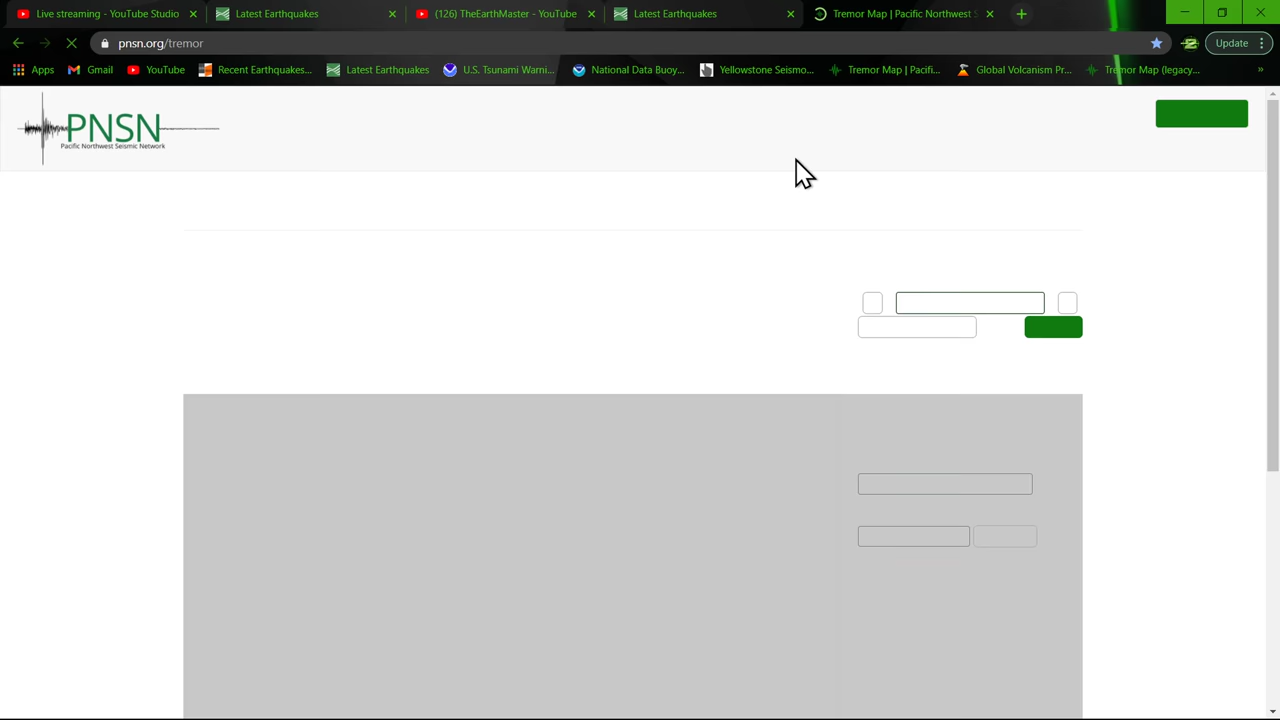 Live streaming - YouTube Studio
Latest Earthquakes
(126) TheEarthMaster - YouTube
Latest Earthquakes
Tremor Map | Pacific Northwest S
pnsn.org/tremor
Update
Apps
Gmail
YouTube
Recent Earthquakes...
Latest Earthquakes
U.S. Tsunami Warni...
National Data Buoy...
Yellowstone Seismo...
Tremor Map | Pacifi...
Global Volcanism Pr...
Tremor Map (legacy...
PNSN
Pacific Northwest Seismic Network